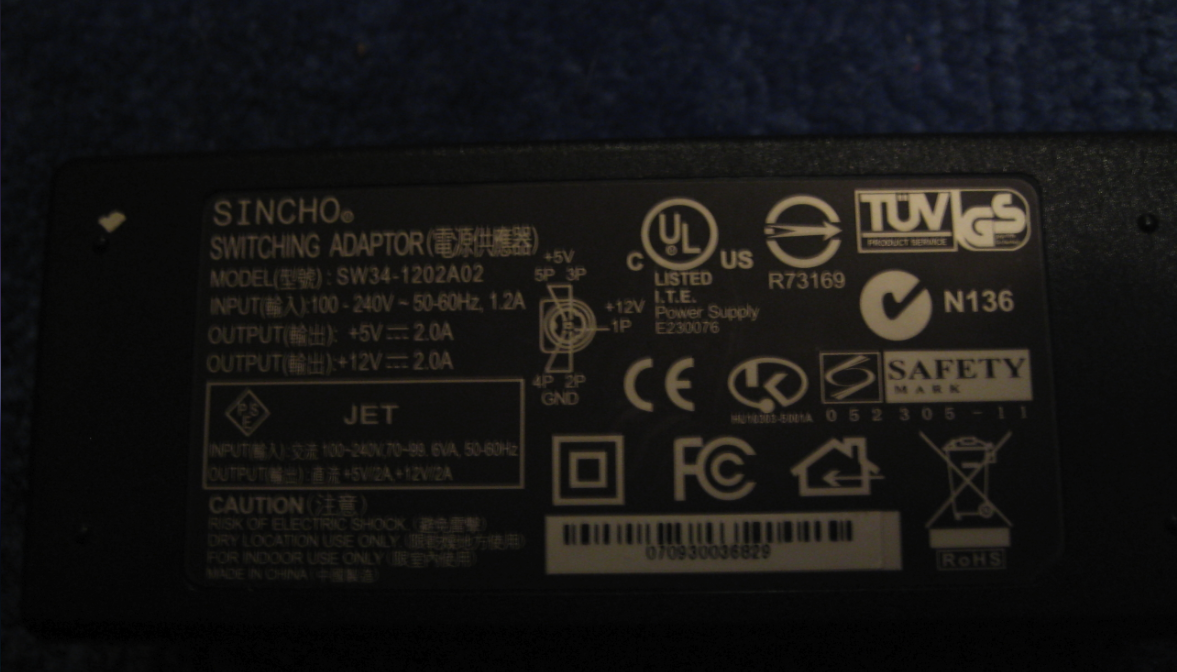 SINCHO®
SWITCHING ADAPTOR(電源供應器)
MODEL(型號) : SW34-1202A02
INPUT(輸入):100 - 240V ~ 50-60Hz, 1.2A
OUTPUT(輸出): +5V 2.0A
OUTPUT(輸出):+12V 2.0A
PSE
JET
INPUT(輸入):交流 100~240V,70~99.6VA, 50-60Hz
OUTPUT(輸出):直流 +5V/2A,+12V/2A
CAUTION(注意)
RISK OF ELECTRIC SHOCK
DRY LOCATION USE ONLY
FOR INDOOR USE ONLY (限室內使用)
MADE IN CHINA (中國製造)
+5V
5P 3P
+12V
1P
4P 2P
GND
C UL US
LISTED
I.T.E.
Power Supply
E230076
R73169
TÜV GS
PRODUCT SERVICE
N136
CE
K
S SAFETY
MARK
052305-11
FC
070930036829
RoHS